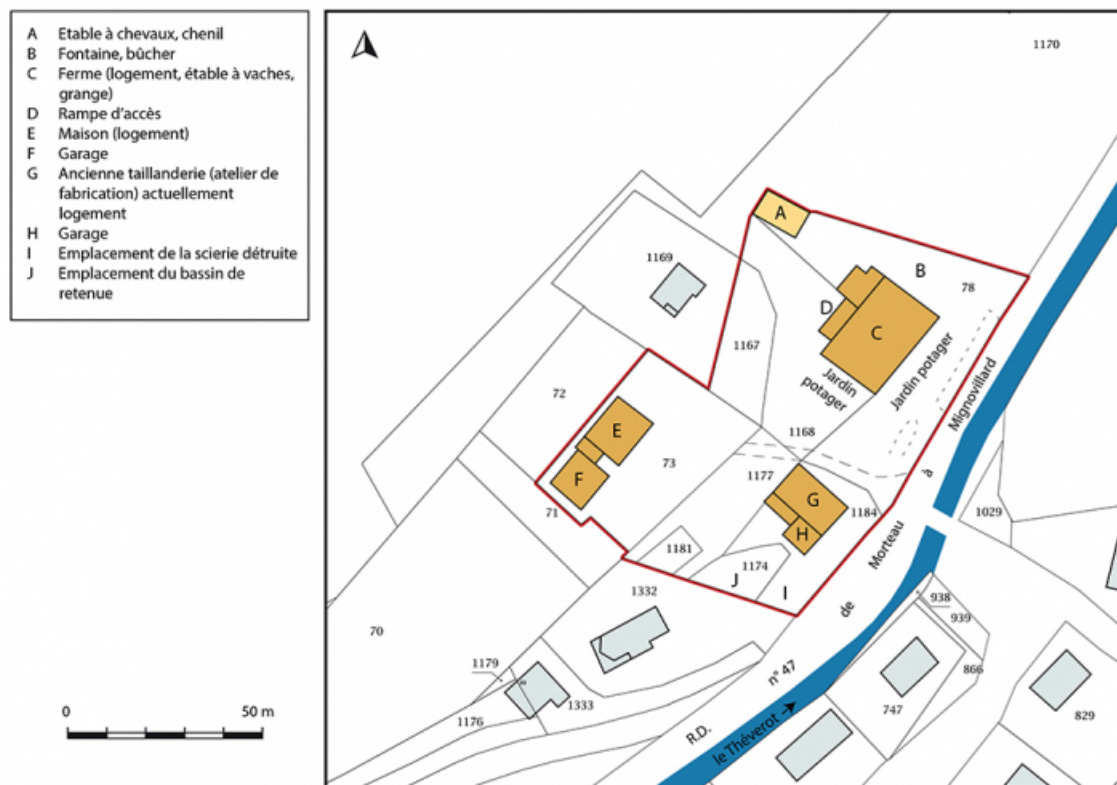 A Etable à chevaux, chenil
B Fontaine, bûcher
C Ferme (logement, étable à vaches,
grange)
D Rampe d'accès
E Maison (logement)
F Garage
G Ancienne taillanderie (atelier de
fabrication) actuellement
logement
H Garage
I Emplacement de la scierie détruite
J Emplacement du bassin de
retenue
1170
A
1169
B
78
D
C
1167
Jardin
potager
Jardin potager
72
E
1168
73
F
1177
G
71
1184
H
1029
1181
1174
J
I
1332
70
938
939
866
1179
1333
1176
747
829
R.D. n° 47 de Morteau à Mignovillard
le Théverot
0 50 m